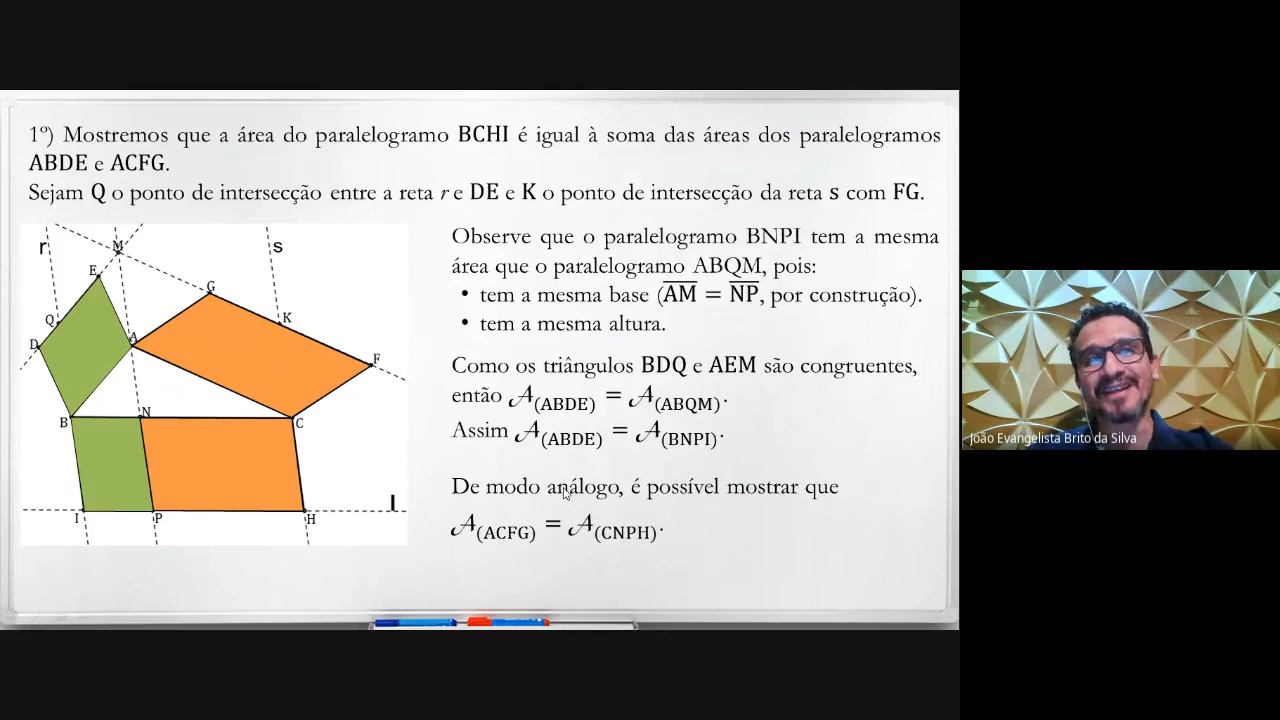 1º) Mostremos que a área do paralelogramo BCHI é igual à soma das áreas dos paralelogramos
ABDE e ACFG.
Sejam Q o ponto de intersecção entre a reta r e DE e K o ponto de intersecção da reta s com FG.
Observe que o paralelogramo BNPI tem a mesma
área que o paralelogramo ABQM, pois:
• tem a mesma base (A̅M̅ = N̅P̅, por construção).
• tem a mesma altura.
Como os triângulos BDQ e AEM são congruentes,
então 𝒜(ABDE) = 𝒜(ABQM).
Assim 𝒜(ABDE) = 𝒜(BNPI).
De modo análogo, é possível mostrar que
𝒜(ACFG) = 𝒜(CNPH).
r
M
s
E
G
Q
K
D
A
F
B
N
C
I
P
H
l
João Evangelista Brito da Silva